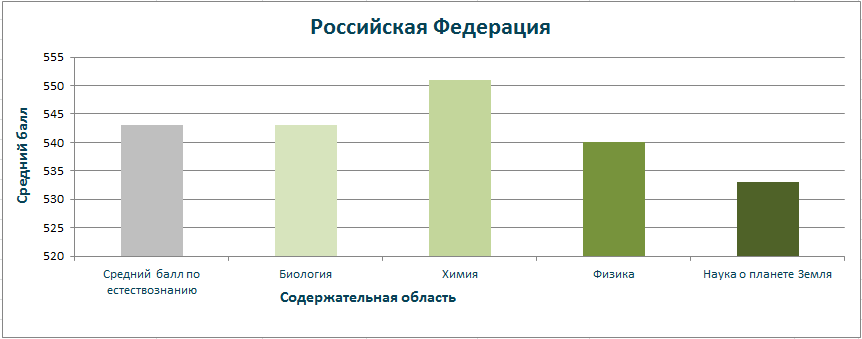 Российская Федерация
Средний балл
555
550
545
540
535
530
525
520
Средний балл по
естествознанию
Биология
Химия
Физика
Наука о планете Земля
Содержательная область